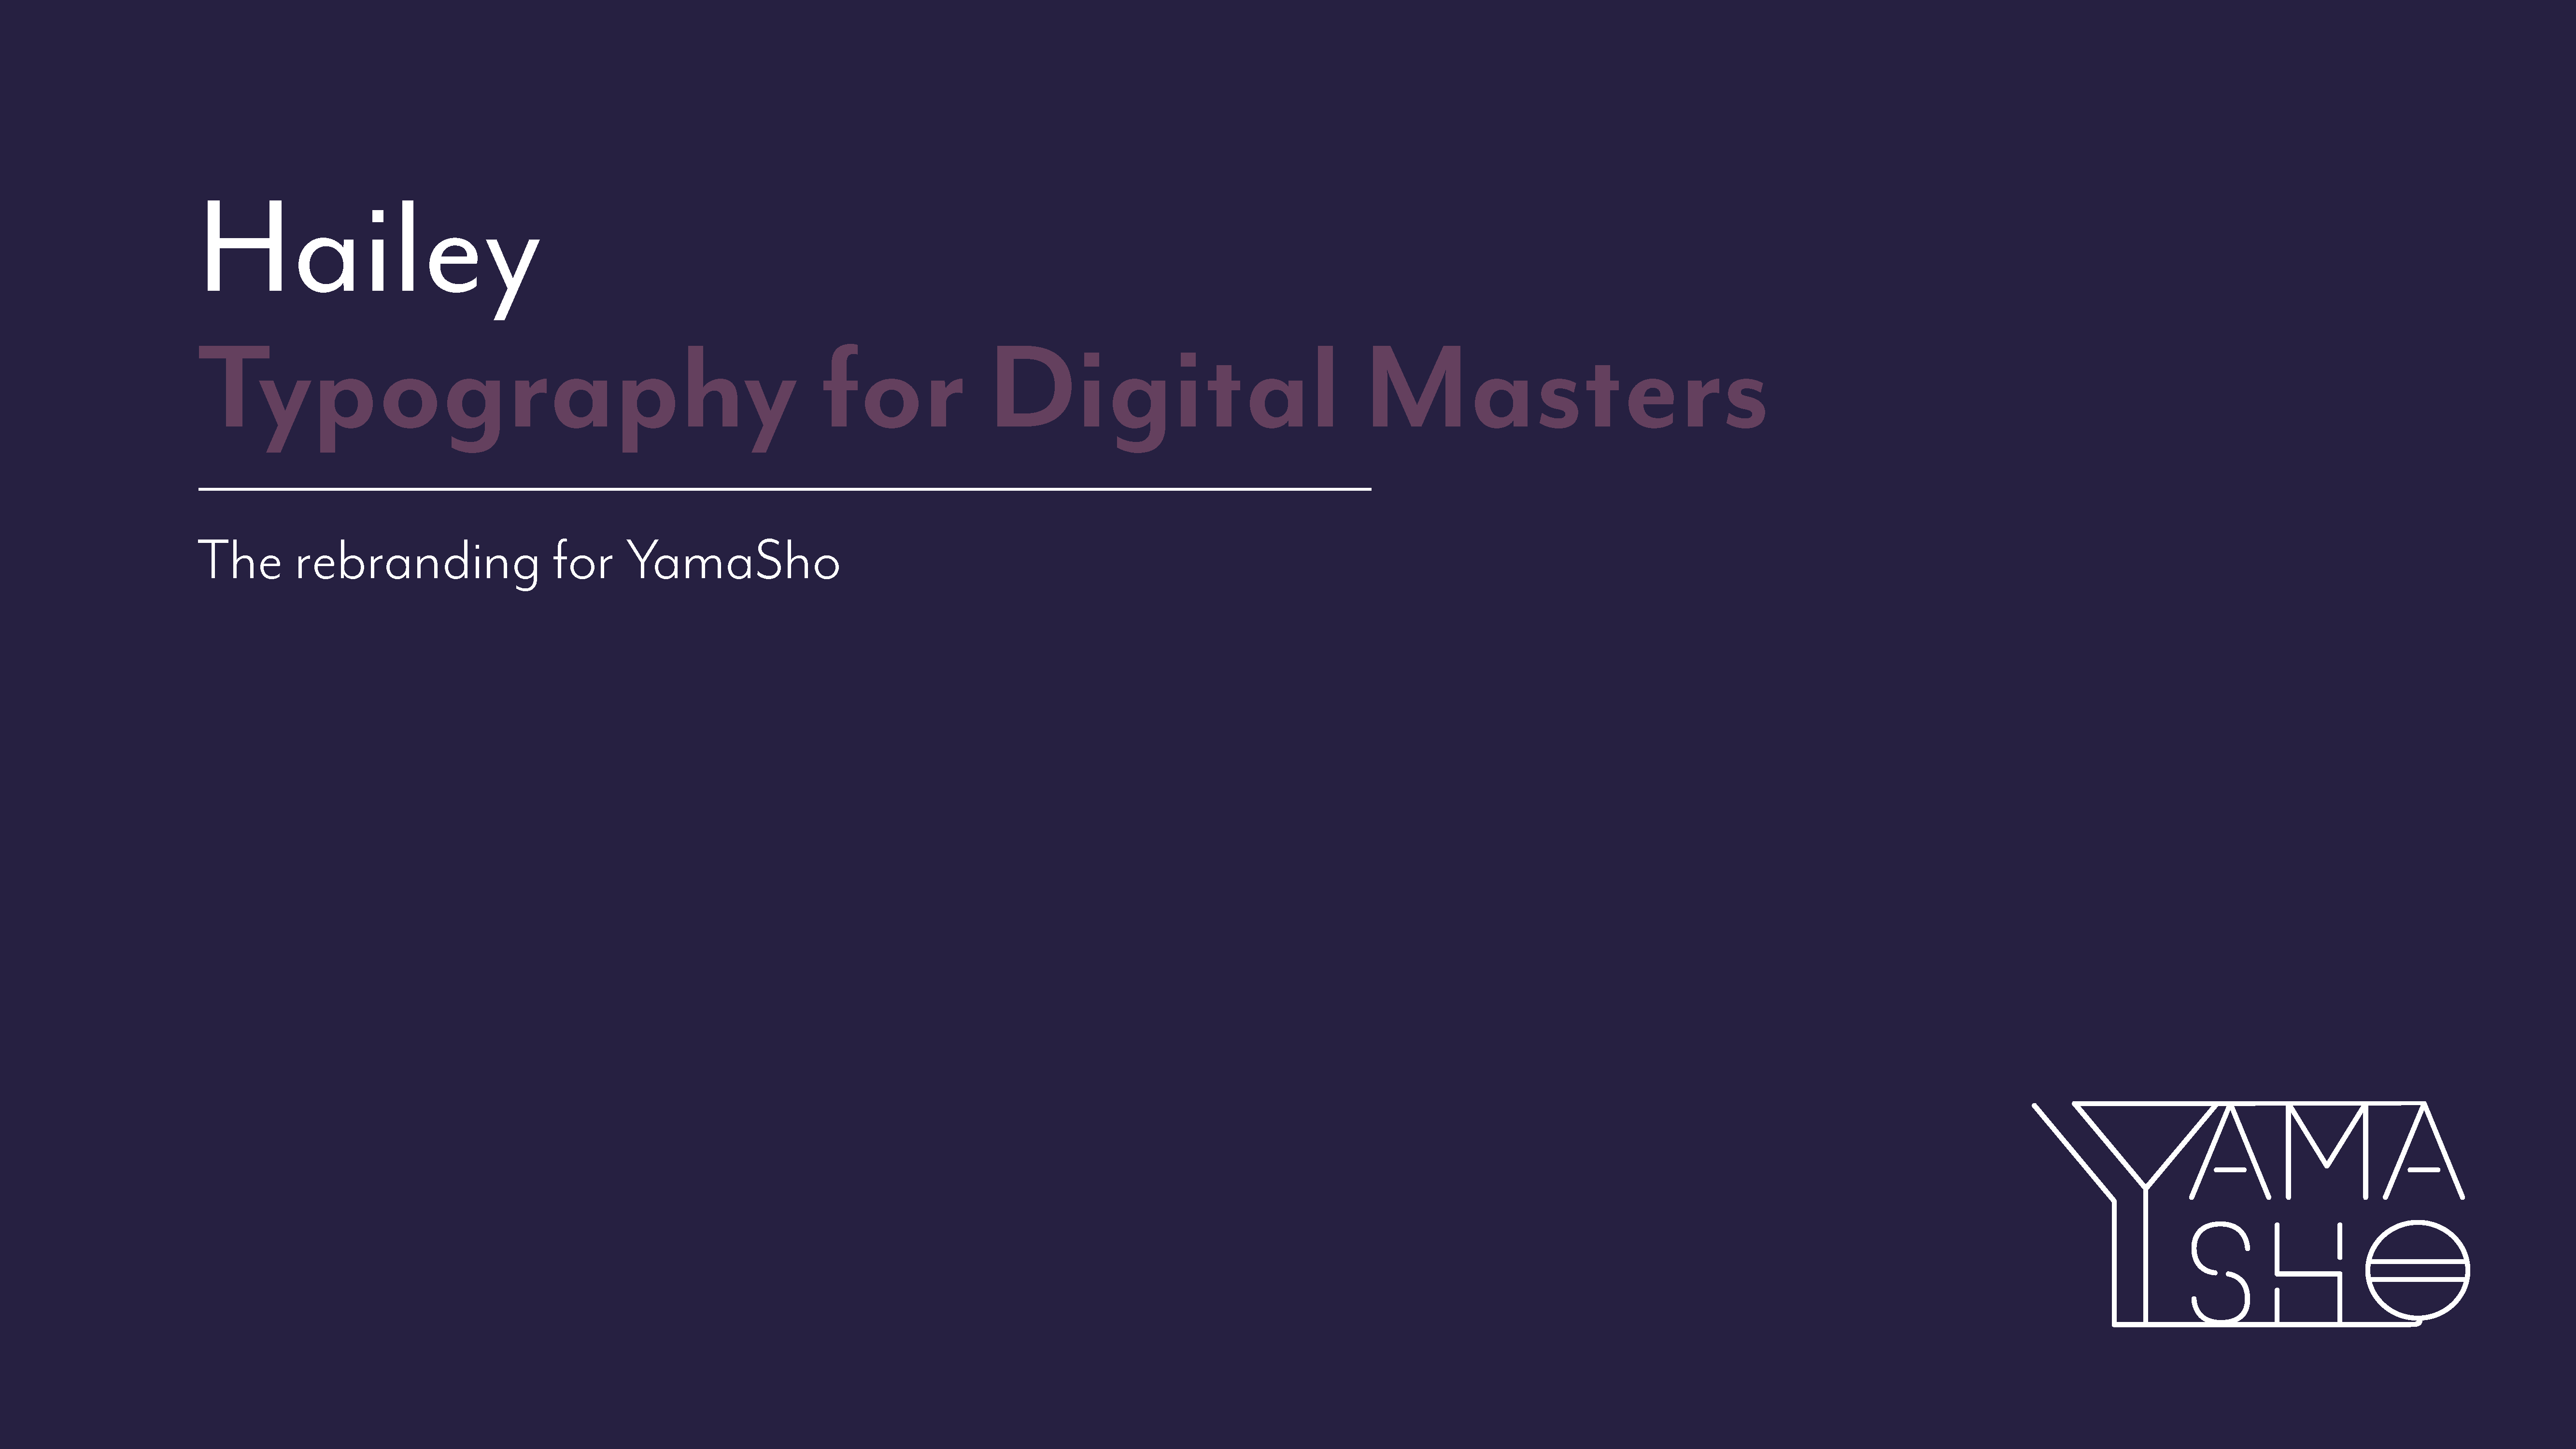 Hailey
Typography for Digital Masters
The rebranding for YamaSho
YAMA
SHO